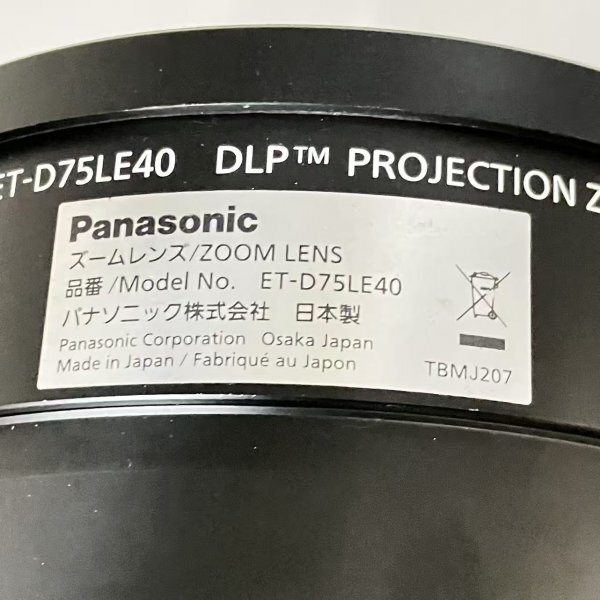 ET-D75LE40 DLP™ PROJECTION Z
Panasonic
ズームレンズ/ZOOM LENS
品番/Model No. ET-D75LE40
パナソニック株式会社 日本製
Panasonic Corporation Osaka Japan
Made in Japan / Fabriqué au Japon
TBMJ207